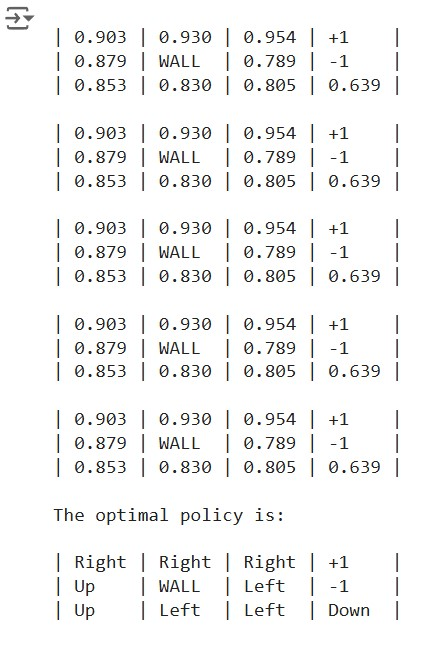 | 0.903 | 0.930 | 0.954 | +1 |
| 0.879 | WALL | 0.789 | -1 |
| 0.853 | 0.830 | 0.805 | 0.639 |
| 0.903 | 0.930 | 0.954 | +1 |
| 0.879 | WALL | 0.789 | -1 |
| 0.853 | 0.830 | 0.805 | 0.639 |
| 0.903 | 0.930 | 0.954 | +1 |
| 0.879 | WALL | 0.789 | -1 |
| 0.853 | 0.830 | 0.805 | 0.639 |
| 0.903 | 0.930 | 0.954 | +1 |
| 0.879 | WALL | 0.789 | -1 |
| 0.853 | 0.830 | 0.805 | 0.639 |
| 0.903 | 0.930 | 0.954 | +1 |
| 0.879 | WALL | 0.789 | -1 |
| 0.853 | 0.830 | 0.805 | 0.639 |
The optimal policy is:
| Right | Right | Right | +1 |
| Up | WALL | Left | -1 |
| Up | Left | Left | Down |